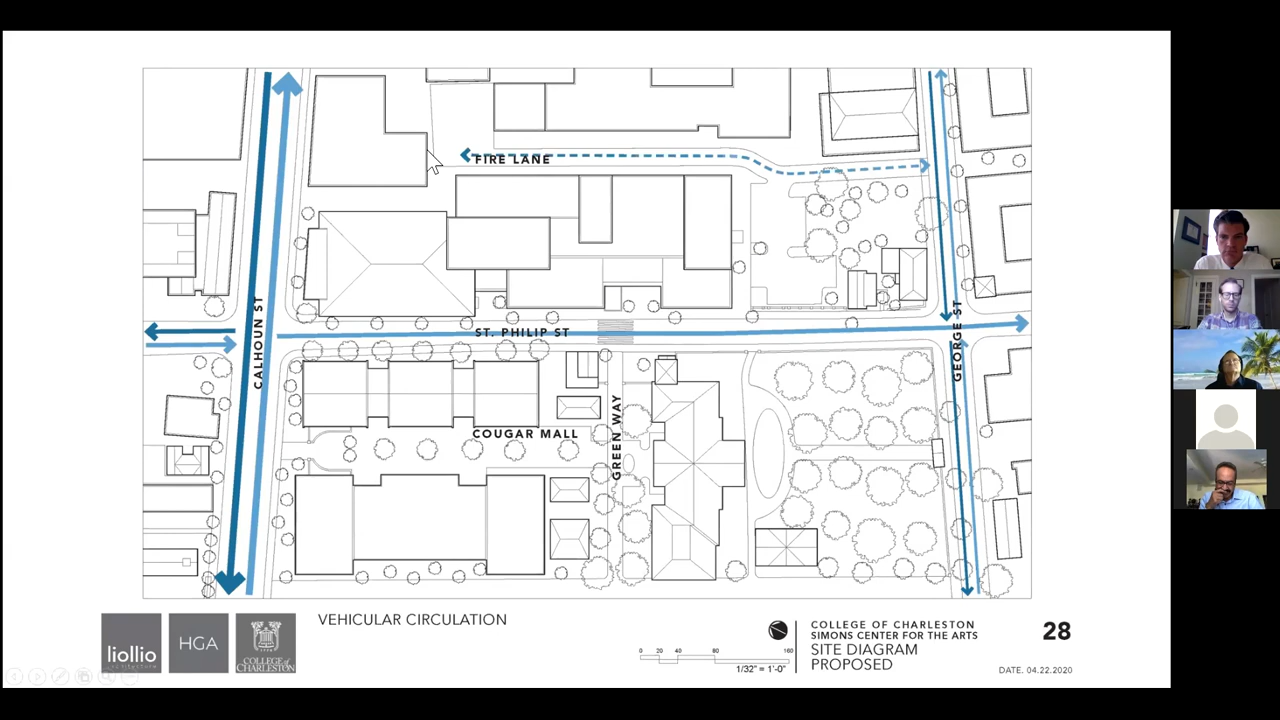 FIRE LANE
CALHOUN ST
ST. PHILIP ST
GEORGE ST
GREEN WAY
COUGAR MALL
liollio
HGA
COLLEGE of
CHARLESTON
VEHICULAR CIRCULATION
0 20 40 80 160
1/32" = 1'-0"
COLLEGE OF CHARLESTON
SIMONS CENTER FOR THE ARTS
SITE DIAGRAM
PROPOSED
28
DATE. 04.22.2020